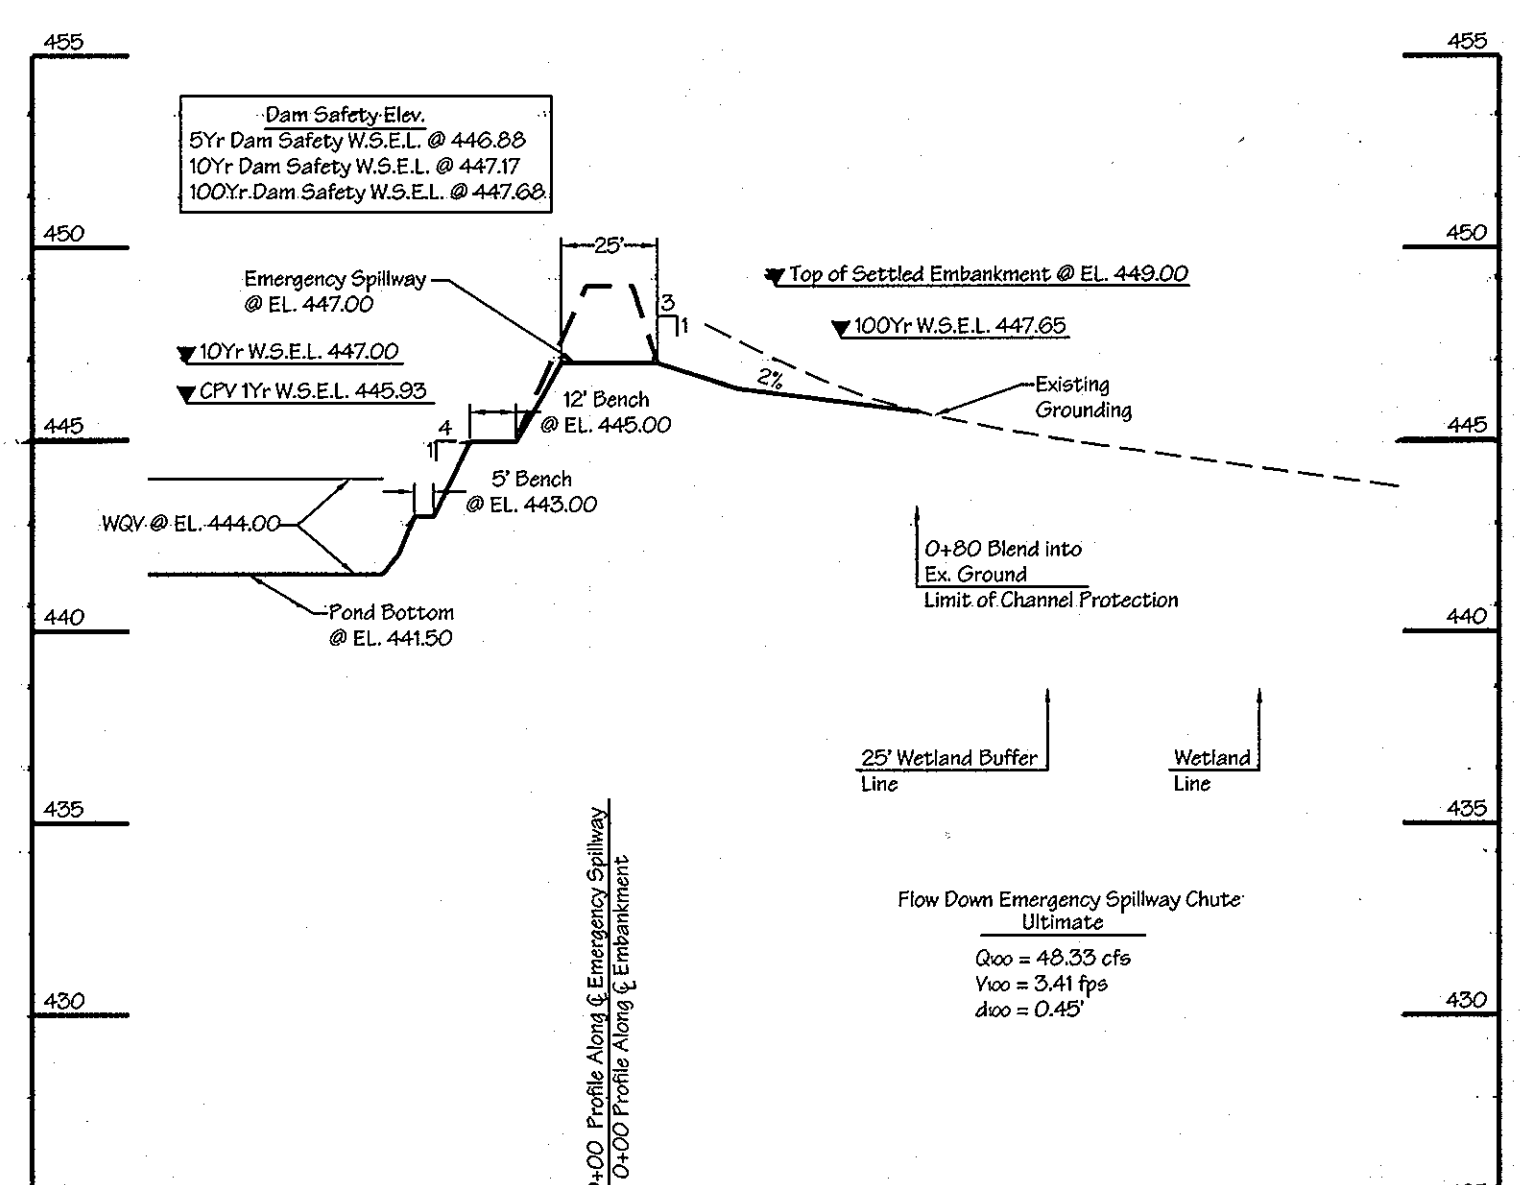 455
455
Dam Safety Elev.
5Yr Dam Safety W.S.E.L. @ 446.88
10Yr Dam Safety W.S.E.L. @ 447.17
100Yr Dam Safety W.S.E.L. @ 447.68
450
25'
450
Emergency Spillway
@ EL. 447.00
Top of Settled Embankment @ EL. 449.00
3
1
100Yr W.S.E.L. 447.65
10Yr W.S.E.L. 447.00
CPV 1Yr W.S.E.L. 445.93
2%
Existing
Grounding
12' Bench
@ EL. 445.00
445
4
1
445
5' Bench
@ EL. 443.00
WQV @ EL. 444.00
0+80 Blend into
Ex. Ground
Limit of Channel Protection
Pond Bottom
@ EL. 441.50
440
440
25' Wetland Buffer
Line
Wetland
Line
435
435
0+00 Profile Along ℄ Emergency Spillway
0+00 Profile Along ℄ Embankment
Flow Down Emergency Spillway Chute
Ultimate
Q100 = 48.33 cfs
V100 = 3.41 fps
d100 = 0.45'
430
430